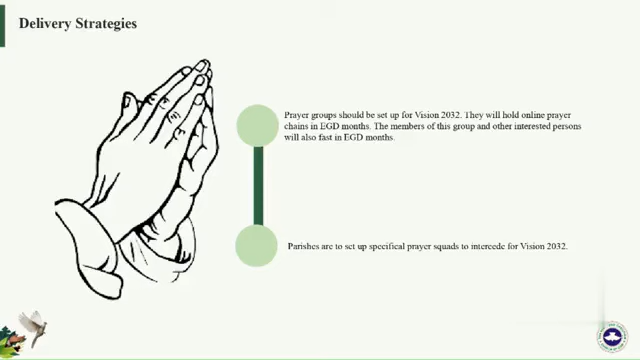 Delivery Strategies
Prayer groups should be set up for Vision 2032. They will hold online prayer
chains in EGD months. The members of this group and other interested persons
will also fast in EGD months.
Parishes are to set up specifical prayer squads to intercede for Vision 2032.